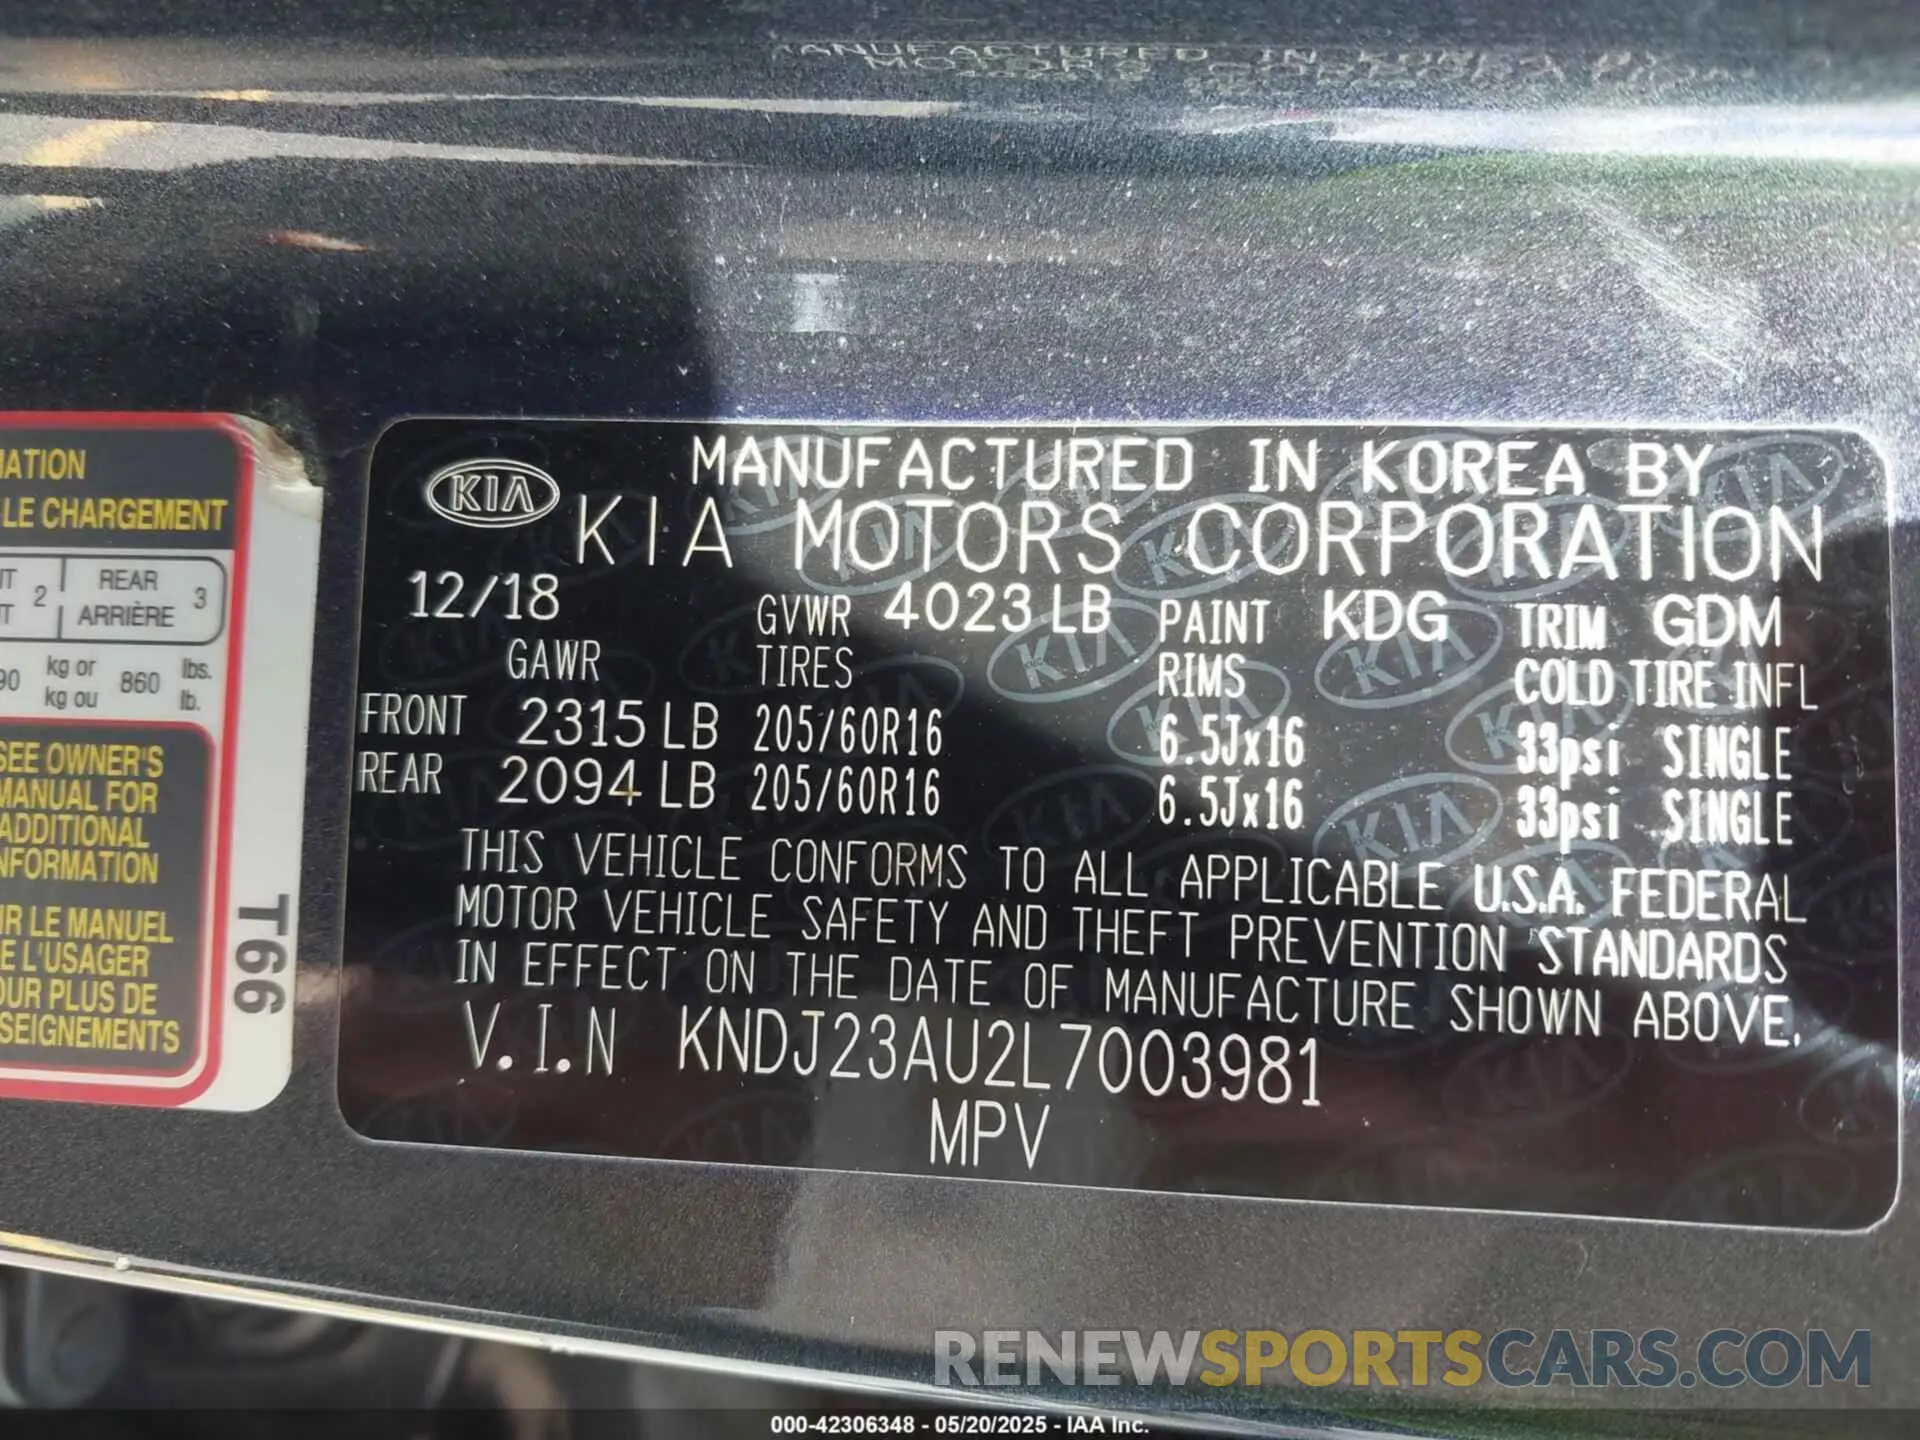 MANUFACTURED IN KOREA BY
KIA KIA MOTORS CORPORATION
12/18 GVWR 4023 LB PAINT KDG TRIM GDM
GAWR TIRES RIMS COLD TIRE INFL
FRONT 2315 LB 205/60R16 6.5Jx16 33psi SINGLE
REAR 2094 LB 205/60R16 6.5Jx16 33psi SINGLE
THIS VEHICLE CONFORMS TO ALL APPLICABLE U.S.A. FEDERAL
MOTOR VEHICLE SAFETY AND THEFT PREVENTION STANDARDS
IN EFFECT ON THE DATE OF MANUFACTURE SHOWN ABOVE.
V.I.N KNDJ23AU2L7003981
MPV
LE CHARGEMENT
2 REAR 3
ARRIÈRE
kg or lbs.
kg ou 860 lb.
SEE OWNER'S
MANUAL FOR
ADDITIONAL
INFORMATION
LE MANUEL
L'USAGER
PLUS DE
T66
RENEWSPORTSCARS.COM
000-42306348 - 05/20/2025 - IAA Inc.